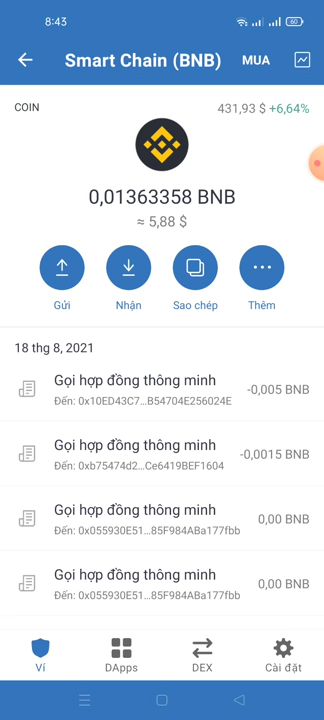 8:43
60
Smart Chain (BNB)
MUA
COIN
431,93 $ +6,64%
0,01363358 BNB
≈ 5,88 $
Gửi
Nhận
Sao chép
Thêm
18 thg 8, 2021
Gọi hợp đồng thông minh
-0,005 BNB
Đến: 0x10ED43C7...B54704E256024E
Gọi hợp đồng thông minh
-0,0015 BNB
Đến: 0xb75474d2...Ce6419BEF1604
Gọi hợp đồng thông minh
0,00 BNB
Đến: 0x055930E51...85F984ABa177fbb
Gọi hợp đồng thông minh
0,00 BNB
Đến: 0x055930E51...85F984ABa177fbb
Ví
DApps
DEX
Cài đặt